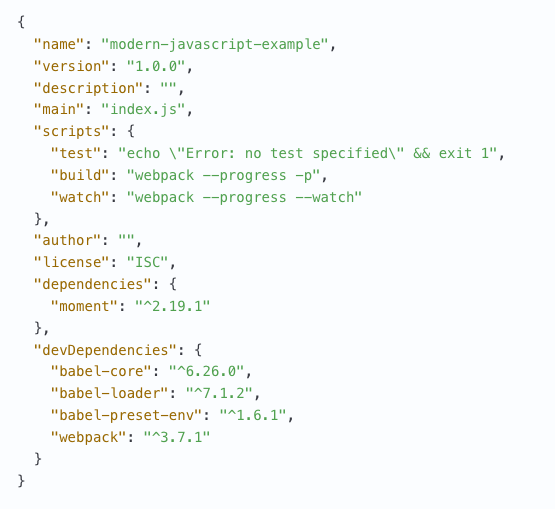 {
  "name": "modern-javascript-example",
  "version": "1.0.0",
  "description": "",
  "main": "index.js",
  "scripts": {
    "test": "echo \"Error: no test specified\" && exit 1",
    "build": "webpack --progress -p",
    "watch": "webpack --progress --watch"
  },
  "author": "",
  "license": "ISC",
  "dependencies": {
    "moment": "^2.19.1"
  },
  "devDependencies": {
    "babel-core": "^6.26.0",
    "babel-loader": "^7.1.2",
    "babel-preset-env": "^1.6.1",
    "webpack": "^3.7.1"
  }
}